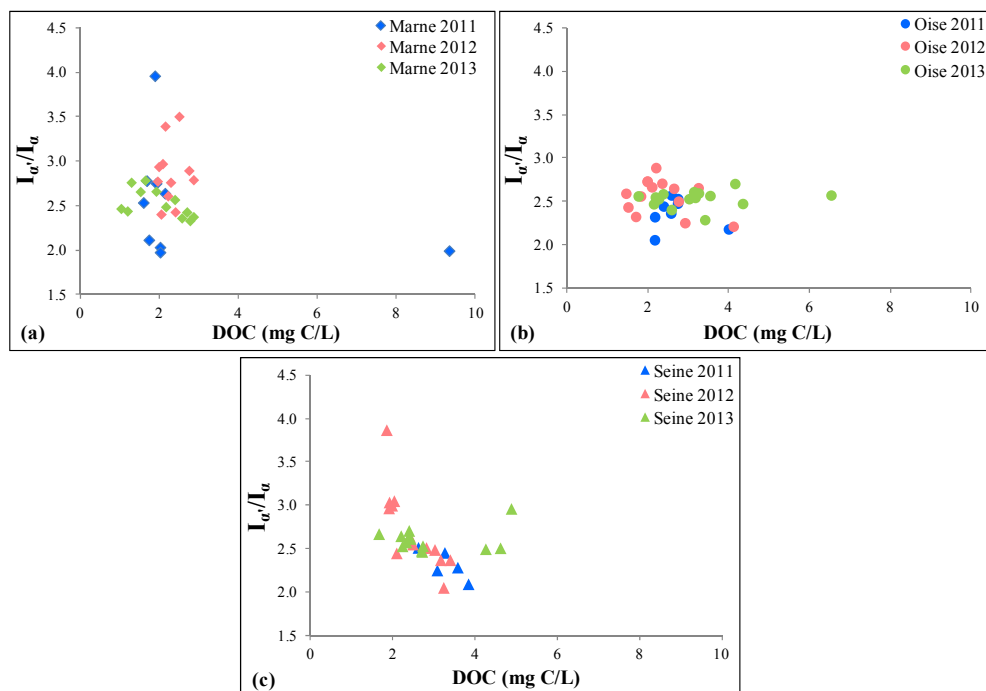 4.5
4.0
3.5
3.0
2.5
2.0
1.5
0 2 4 6 8 10
Iα'/Iα
DOC (mg C/L)
(a)
Marne 2011
Marne 2012
Marne 2013
4.5
4.0
3.5
3.0
2.5
2.0
1.5
0 2 4 6 8 10
Iα'/Iα
DOC (mg C/L)
(b)
Oise 2011
Oise 2012
Oise 2013
4.5
4.0
3.5
3.0
2.5
2.0
1.5
0 2 4 6 8 10
Iα'/Iα
DOC (mg C/L)
(c)
Seine 2011
Seine 2012
Seine 2013